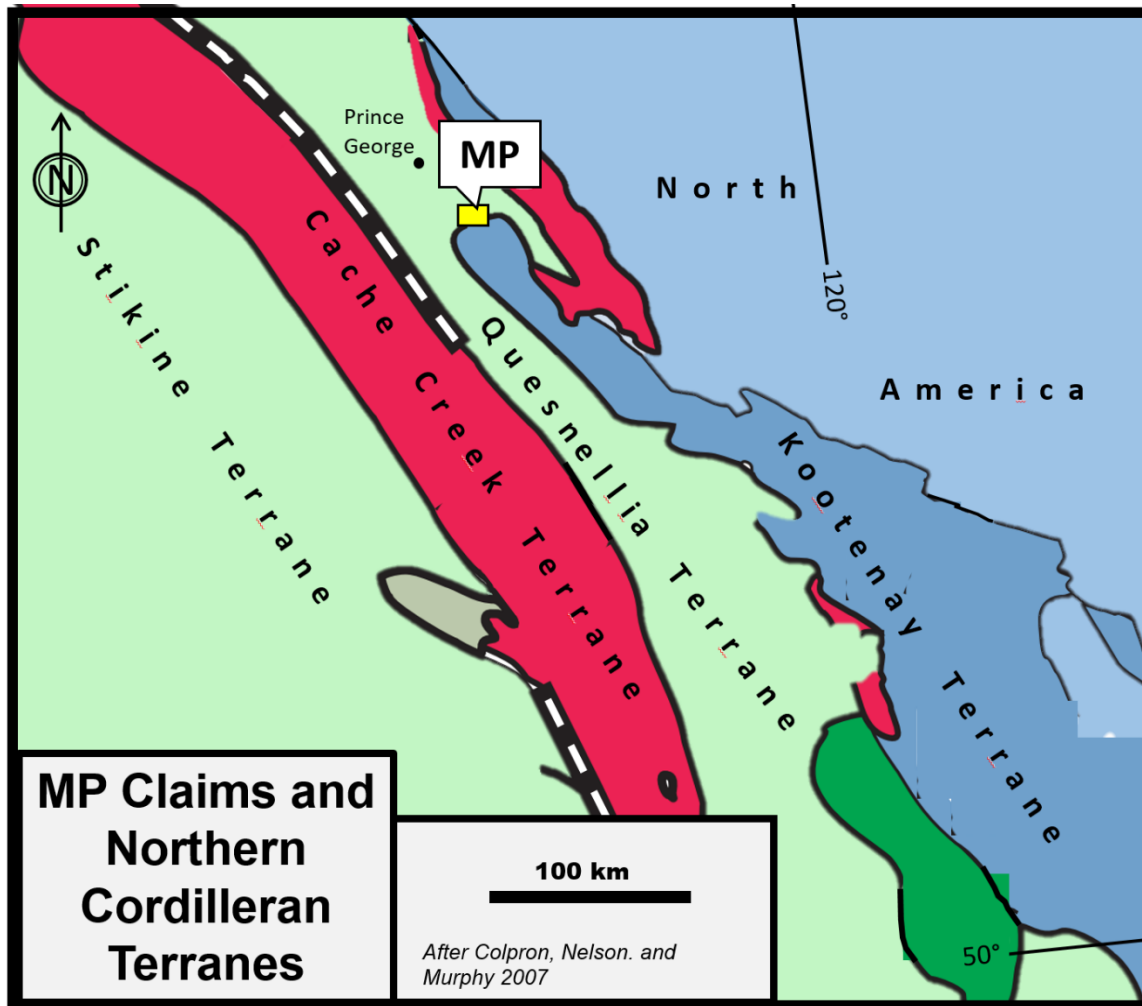 Prince
George
MP
N
North
120°
America
Stikine Terrane
Cache Creek Terrane
Quesnellia Terrane
Kootenay Terrane
MP Claims and
Northern
Cordilleran
Terranes
100 km
After Colpron, Nelson. and
Murphy 2007
50°